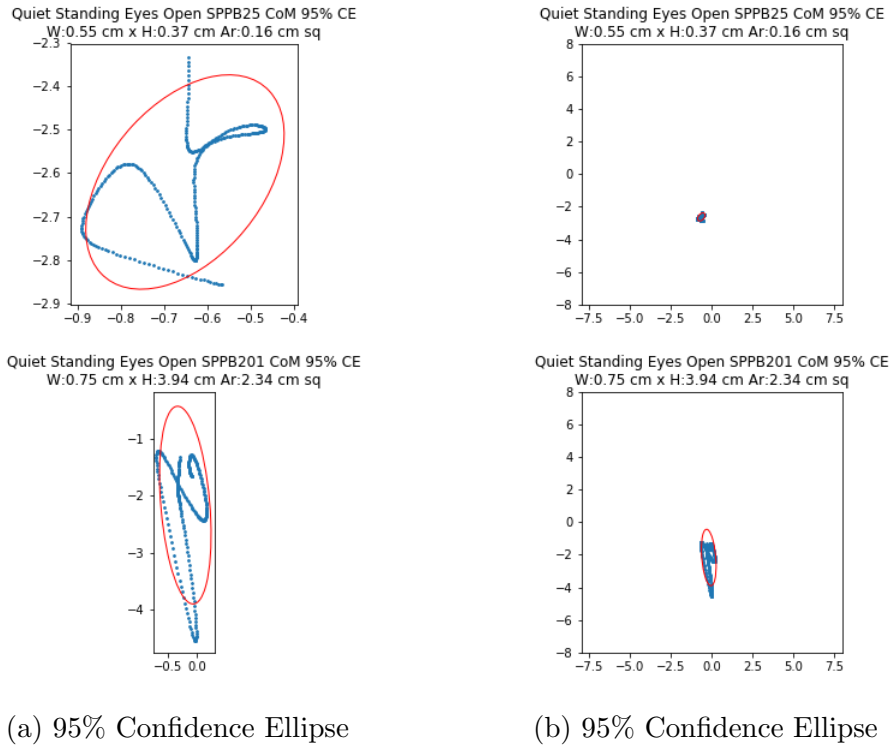 Quiet Standing Eyes Open SPPB25 CoM 95% CE
W:0.55 cm x H:0.37 cm Ar:0.16 cm sq
−2.3
−2.4
−2.5
−2.6
−2.7
−2.8
−2.9
−0.9 −0.8 −0.7 −0.6 −0.5 −0.4
Quiet Standing Eyes Open SPPB25 CoM 95% CE
W:0.55 cm x H:0.37 cm Ar:0.16 cm sq
8
6
4
2
0
−2
−4
−6
−8
−7.5 −5.0 −2.5 0.0 2.5 5.0 7.5
Quiet Standing Eyes Open SPPB201 CoM 95% CE
W:0.75 cm x H:3.94 cm Ar:2.34 cm sq
−1
−2
−3
−4
−0.5 0.0
Quiet Standing Eyes Open SPPB201 CoM 95% CE
W:0.75 cm x H:3.94 cm Ar:2.34 cm sq
8
6
4
2
0
−2
−4
−6
−8
−7.5 −5.0 −2.5 0.0 2.5 5.0 7.5
(a) 95% Confidence Ellipse
(b) 95% Confidence Ellipse